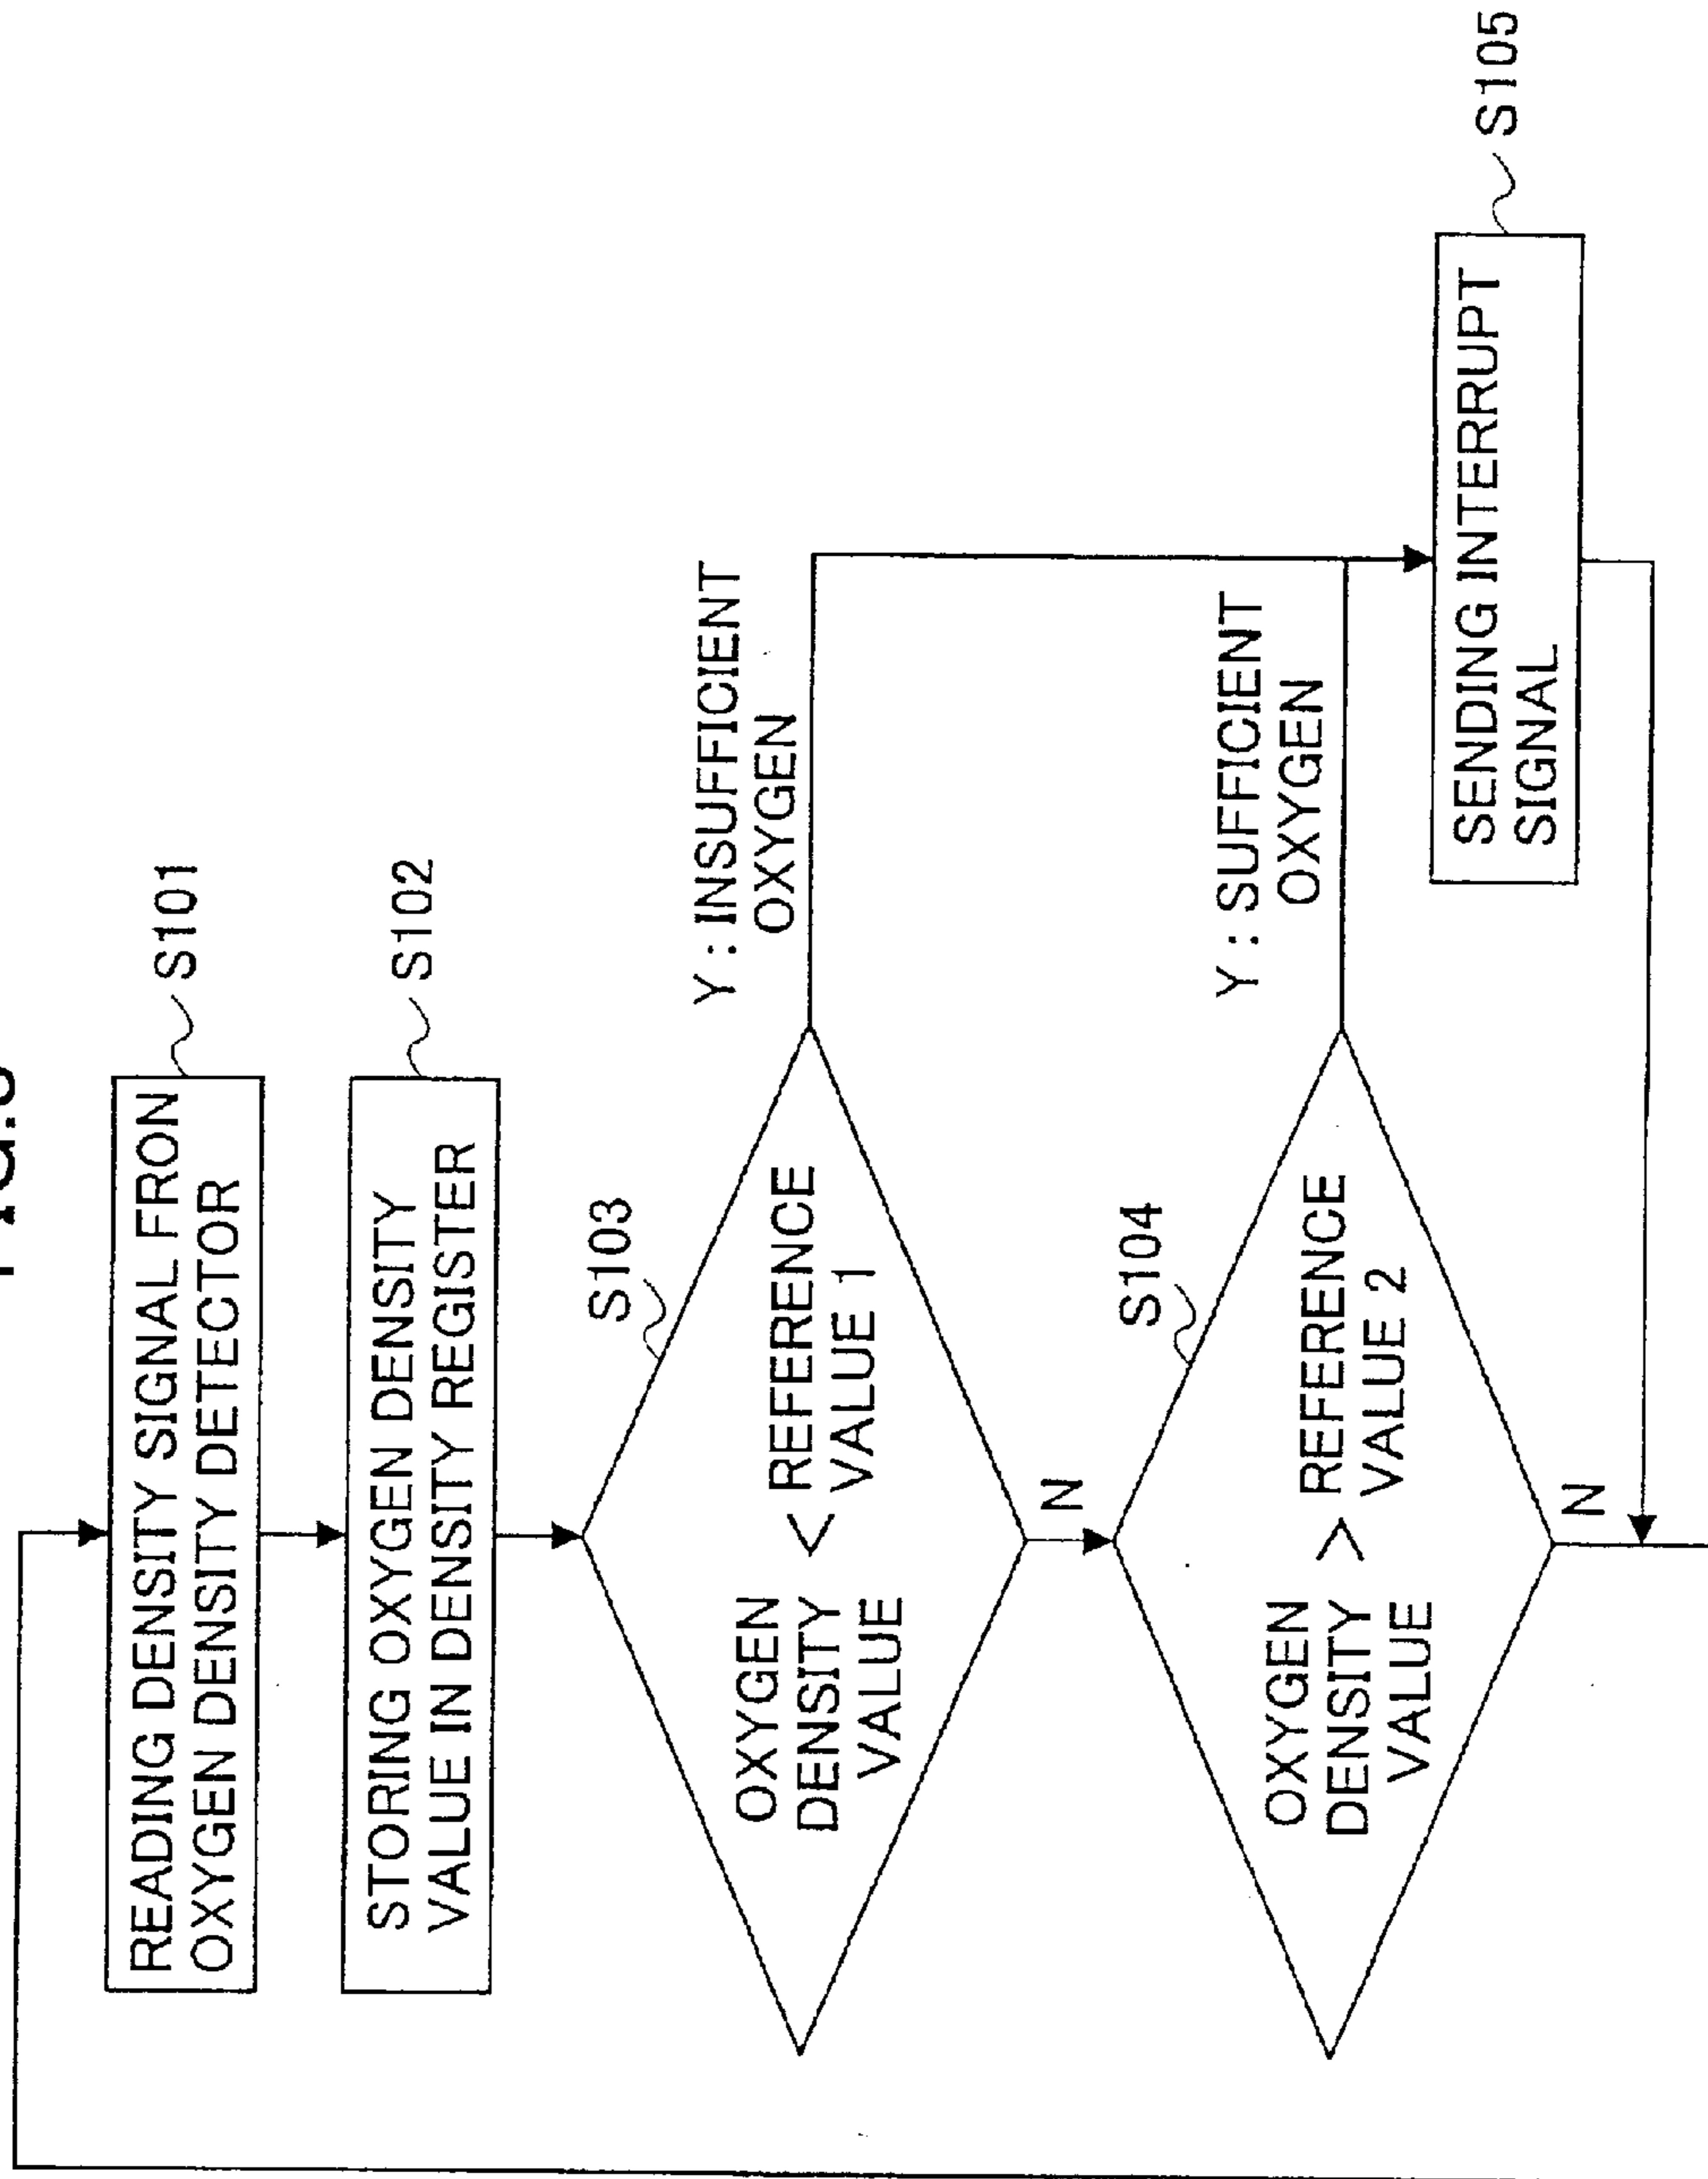 READING DENSITY SIGNAL FRON
OXYGEN DENSITY DETECTOR
S101
STORING OXYGEN DENSITY
VALUE IN DENSITY REGISTER
S102
S103
OXYGEN
DENSITY
VALUE
<
REFERENCE
VALUE 1
Y : INSUFFICIENT
OXYGEN
N
S104
OXYGEN
DENSITY
VALUE
>
REFERENCE
VALUE 2
Y : SUFFICIENT
OXYGEN
N
SENDING INTERRUPT
SIGNAL
S105